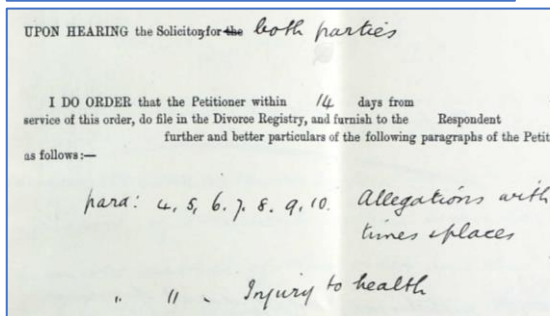 UPON HEARING the Solicitors for the both parties
I DO ORDER that the Petitioner within 14 days from
service of this order, do file in the Divorce Registry, and furnish to the Respondent
further and better particulars of the following paragraphs of the Petit
as follows:—
para: 4, 5, 6. 7. 8. 9, 10. Allegations with
times & places
" 11 Injury to health